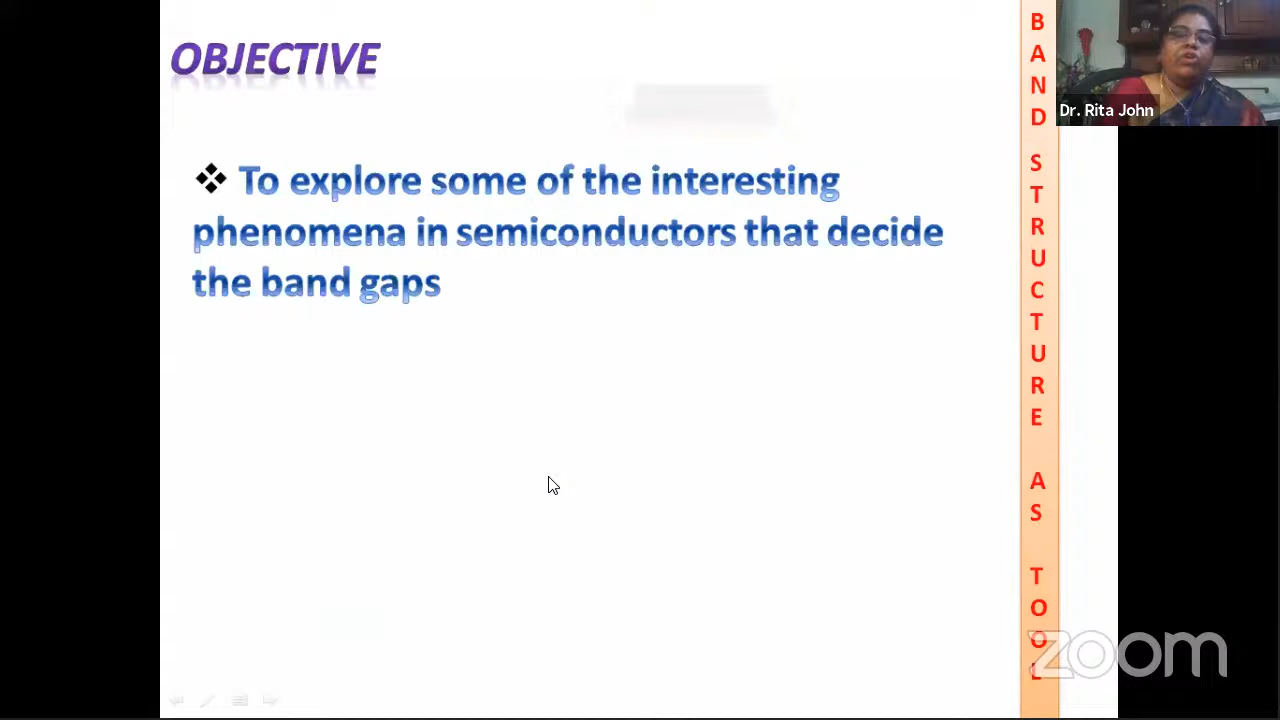 OBJECTIVE
❖ To explore some of the interesting
phenomena in semiconductors that decide
the band gaps
BAND STRUCTURE AS TOOL
Dr. Rita John
zoom